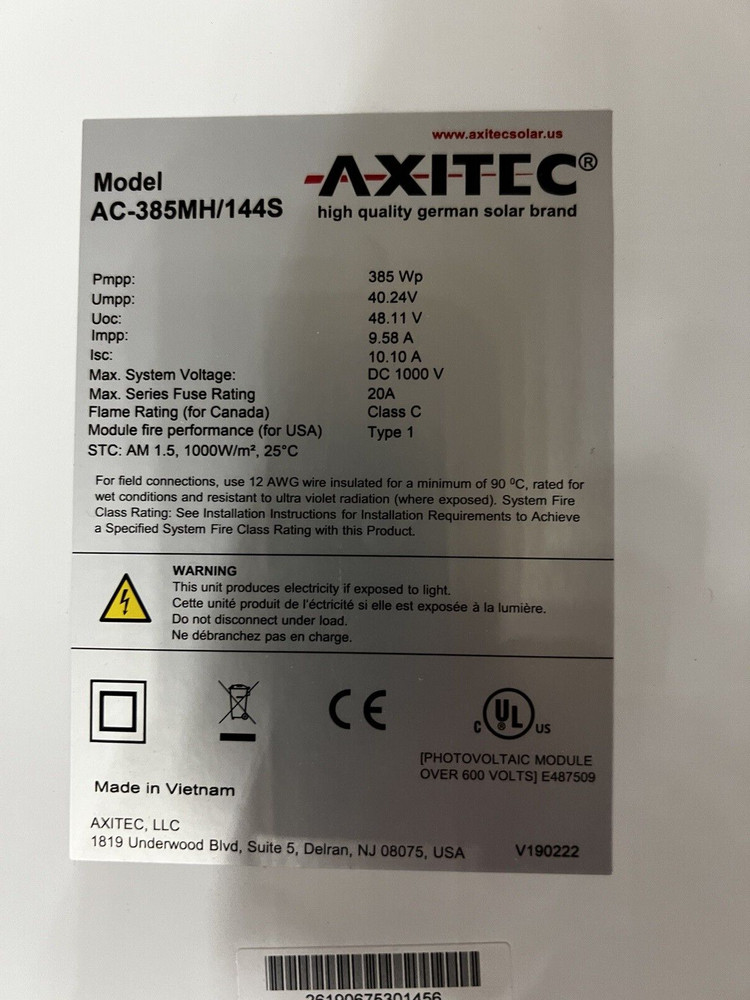 www.axitecsolar.us
Model
AXITEC®
AC-385MH/144S
high quality german solar brand
Pmpp: 385 Wp
Umpp: 40.24V
Uoc: 48.11 V
Impp: 9.58 A
Isc: 10.10 A
Max. System Voltage: DC 1000 V
Max. Series Fuse Rating 20A
Flame Rating (for Canada) Class C
Module fire performance (for USA) Type 1
STC: AM 1.5, 1000W/m², 25°C
For field connections, use 12 AWG wire insulated for a minimum of 90 ⁰C, rated for
wet conditions and resistant to ultra violet radiation (where exposed). System Fire
Class Rating: See Installation Instructions for Installation Requirements to Achieve
a Specified System Fire Class Rating with this Product.
WARNING
This unit produces electricity if exposed to light.
Cette unité produit de l'éctricité si elle est exposée à la lumière.
Do not disconnect under load.
Ne débranchez pas en charge.
CE
C UL US
[PHOTOVOLTAIC MODULE
OVER 600 VOLTS] E487509
Made in Vietnam
AXITEC, LLC
1819 Underwood Blvd, Suite 5, Delran, NJ 08075, USA V190222
26190675301456